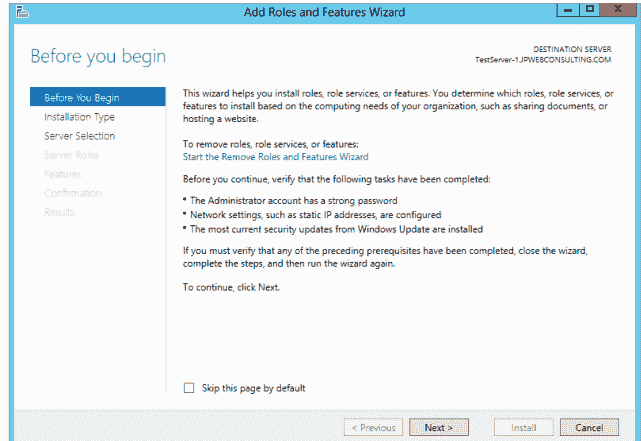 Add Roles and Features Wizard
Before you begin
DESTINATION SERVER
TestServer-1.JPWEBCONSULTING.COM
Before You Begin
Installation Type
Server Selection
Server Roles
Features
Confirmation
Results
This wizard helps you install roles, role services, or features. You determine which roles, role services, or
features to install based on the computing needs of your organization, such as sharing documents, or
hosting a website.
To remove roles, role services, or features:
Start the Remove Roles and Features Wizard
Before you continue, verify that the following tasks have been completed:
• The Administrator account has a strong password
• Network settings, such as static IP addresses, are configured
• The most current security updates from Windows Update are installed
If you must verify that any of the preceding prerequisites have been completed, close the wizard,
complete the steps, and then run the wizard again.
To continue, click Next.
Skip this page by default
< Previous Next > Install Cancel